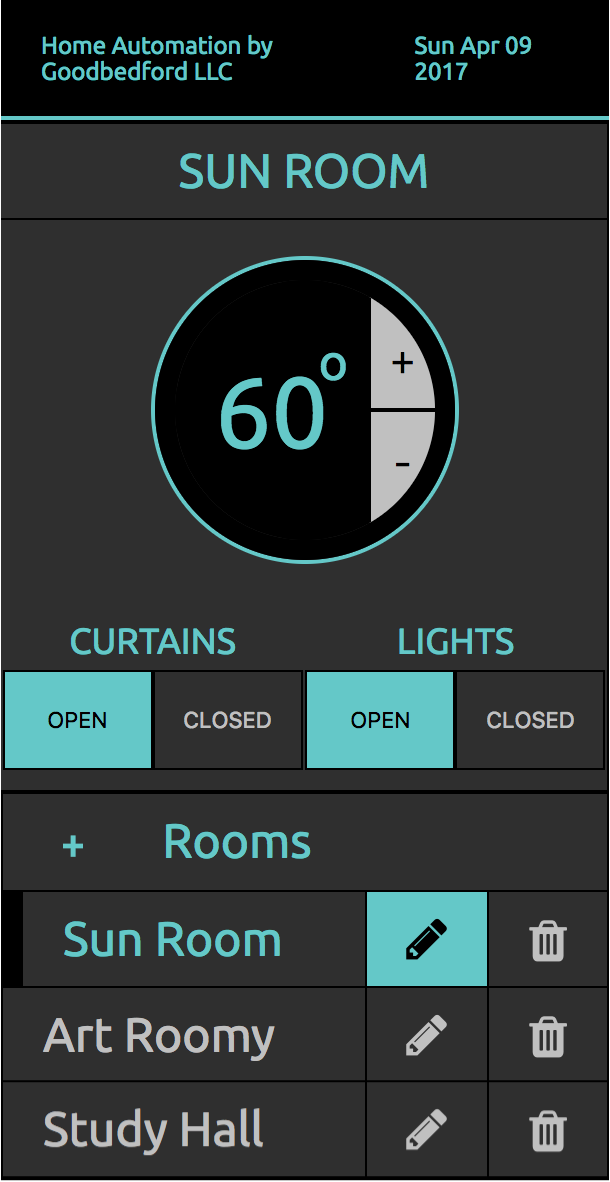 Home Automation by
Goodbedford LLC
Sun Apr 09
2017
SUN ROOM
60°
+
-
CURTAINS
LIGHTS
OPEN
CLOSED
OPEN
CLOSED
+ Rooms
Sun Room
Art Roomy
Study Hall